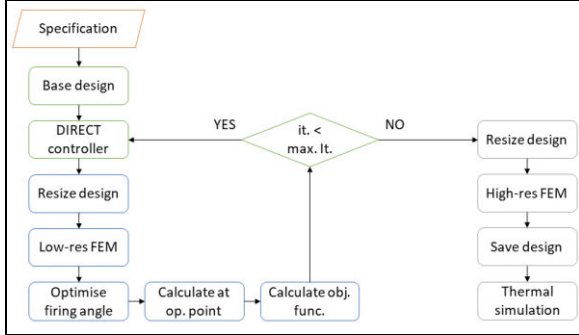 Specification
Base design
DIRECT
controller
Resize design
Low-res FEM
Optimise
firing angle
Calculate at
op. point
Calculate obj.
func.
it. <
max. It.
YES
NO
Resize design
High-res FEM
Save design
Thermal
simulation